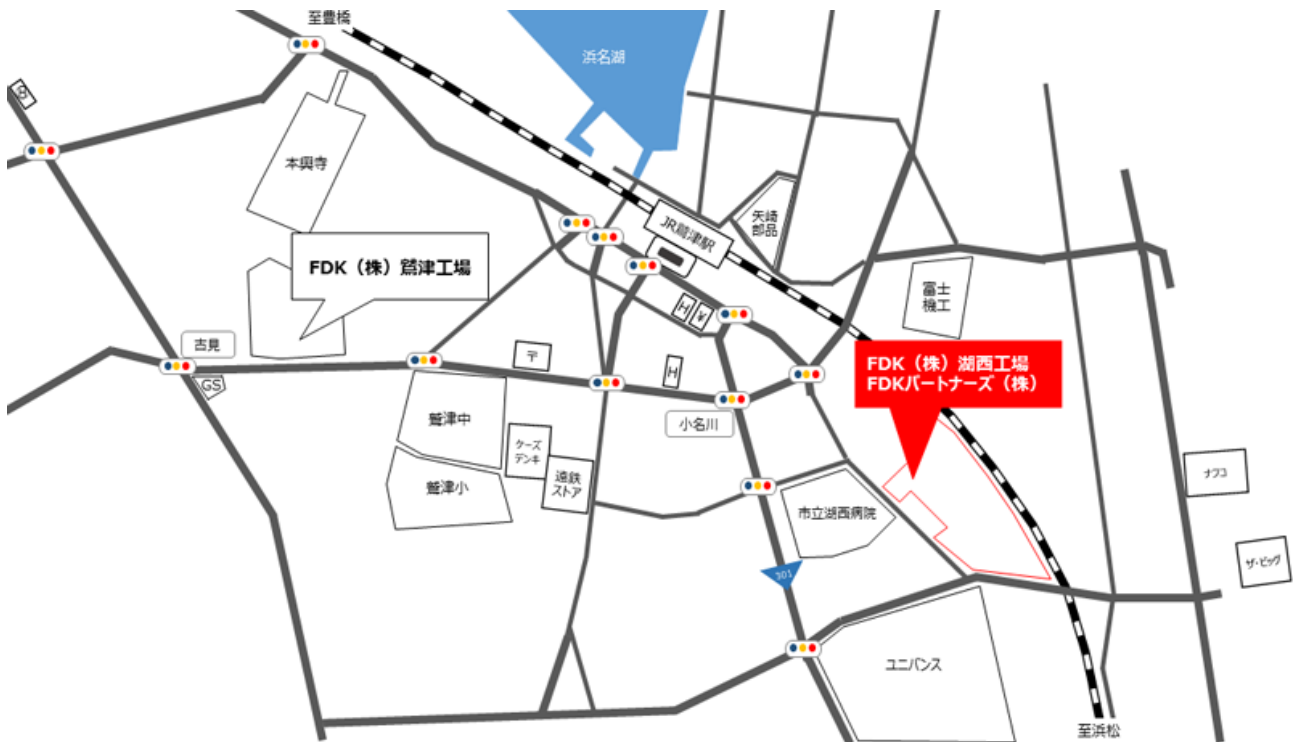 至豊橋
浜名湖
本興寺
JR鷲津駅
矢崎
部品
FDK（株）鷲津工場
富士
機工
H
¥
古見
GS
〒
H
FDK（株）湖西工場
FDKパートナーズ（株）
小名川
鷲津中
ケーズ
デンキ
遠鉄
ストア
鷲津小
市立湖西病院
ナフコ
ザ・ビッグ
301
ユニバンス
至浜松